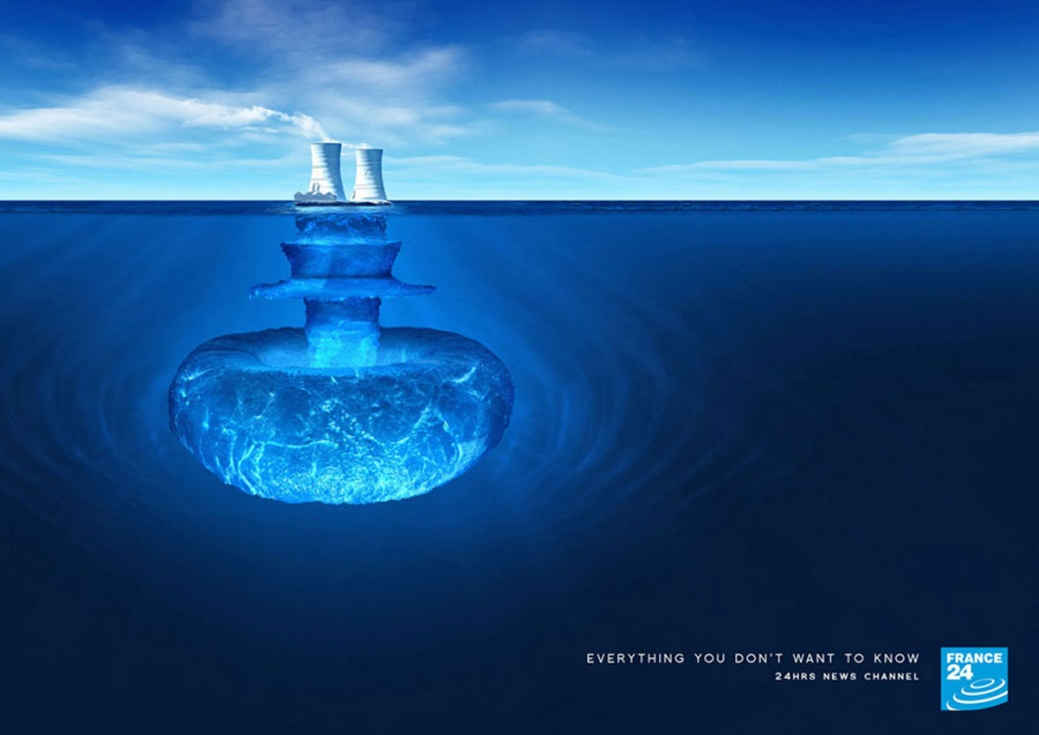 EVERYTHING YOU DON'T WANT TO KNOW
24HRS NEWS CHANNEL
FRANCE
24